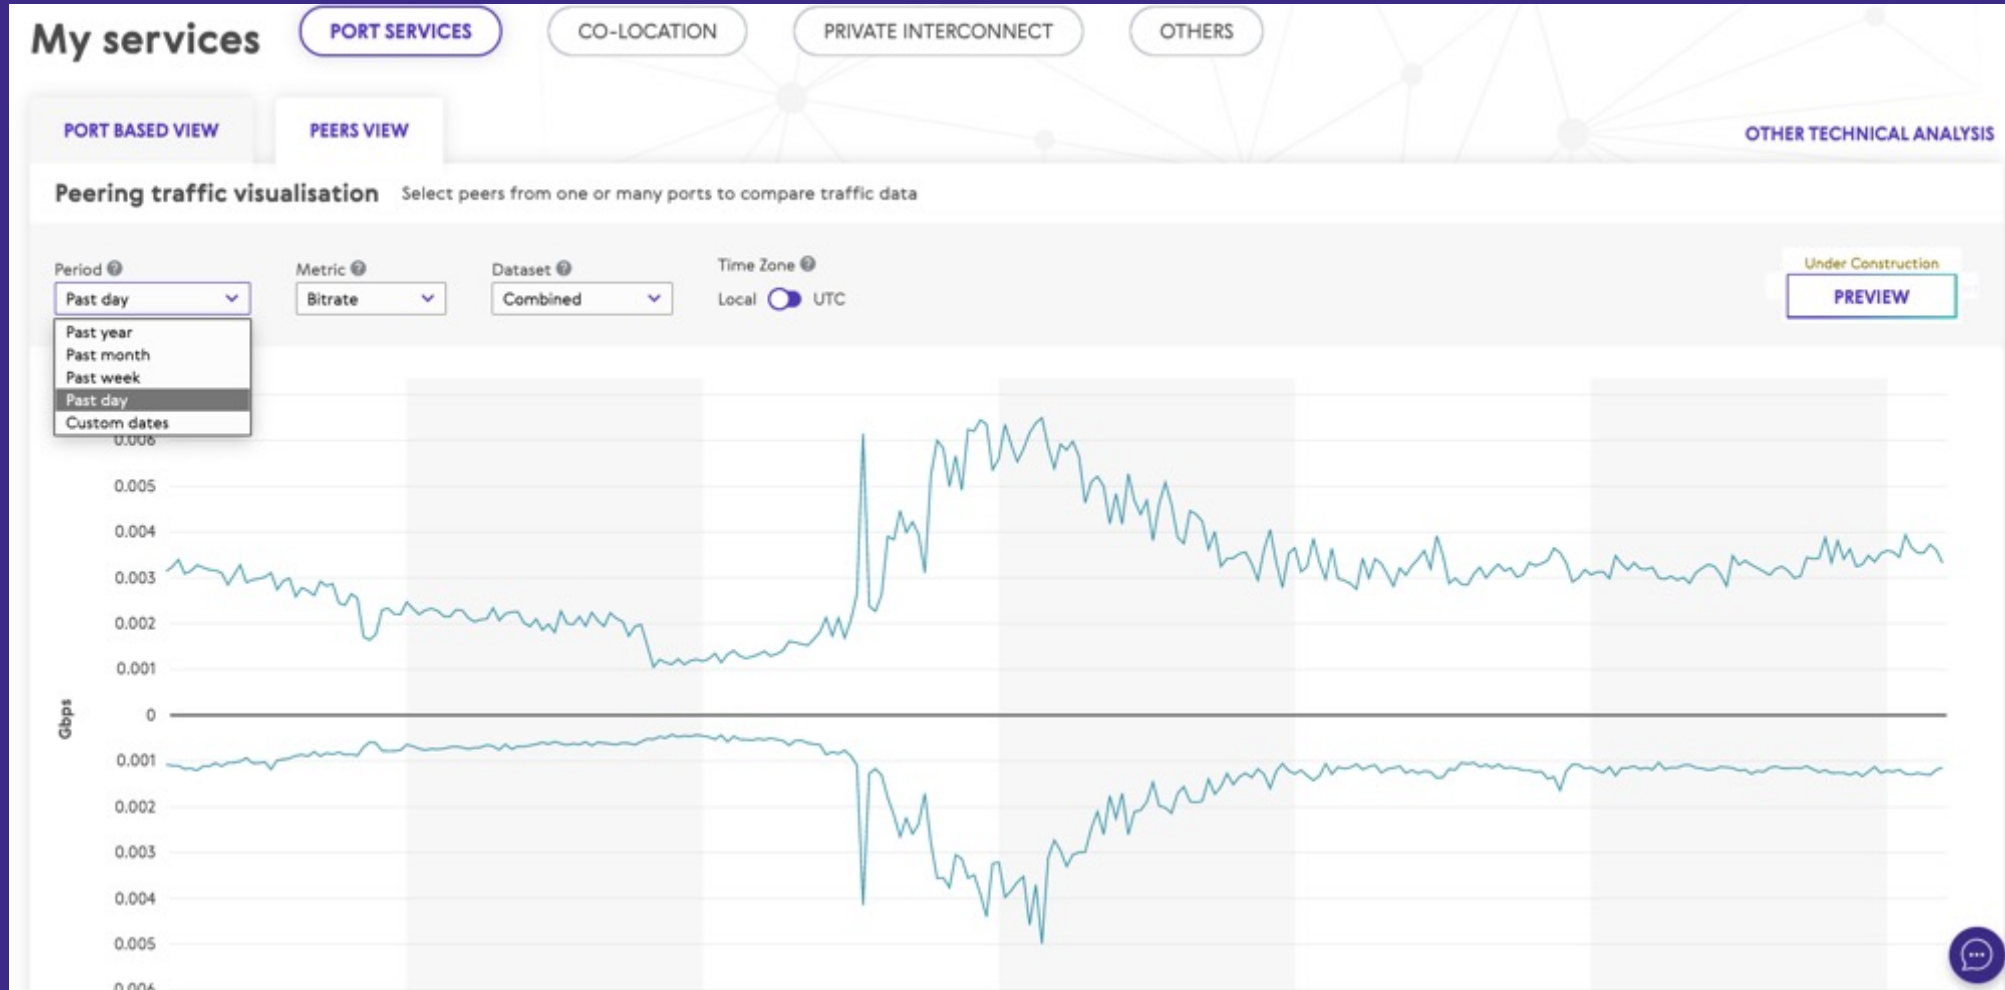 My services
PORT SERVICES
CO-LOCATION
PRIVATE INTERCONNECT
OTHERS
PORT BASED VIEW
PEERS VIEW
OTHER TECHNICAL ANALYSIS
Peering traffic visualisation
Select peers from one or many ports to compare traffic data
Period
Past day
Metric
Bitrate
Dataset
Combined
Time Zone
Local
UTC
Under Construction
PREVIEW
Past year
Past month
Past week
Past day
Custom dates
0.006
0.005
0.004
0.003
0.002
0.001
Gbps
0
0.001
0.002
0.003
0.004
0.005
0.006